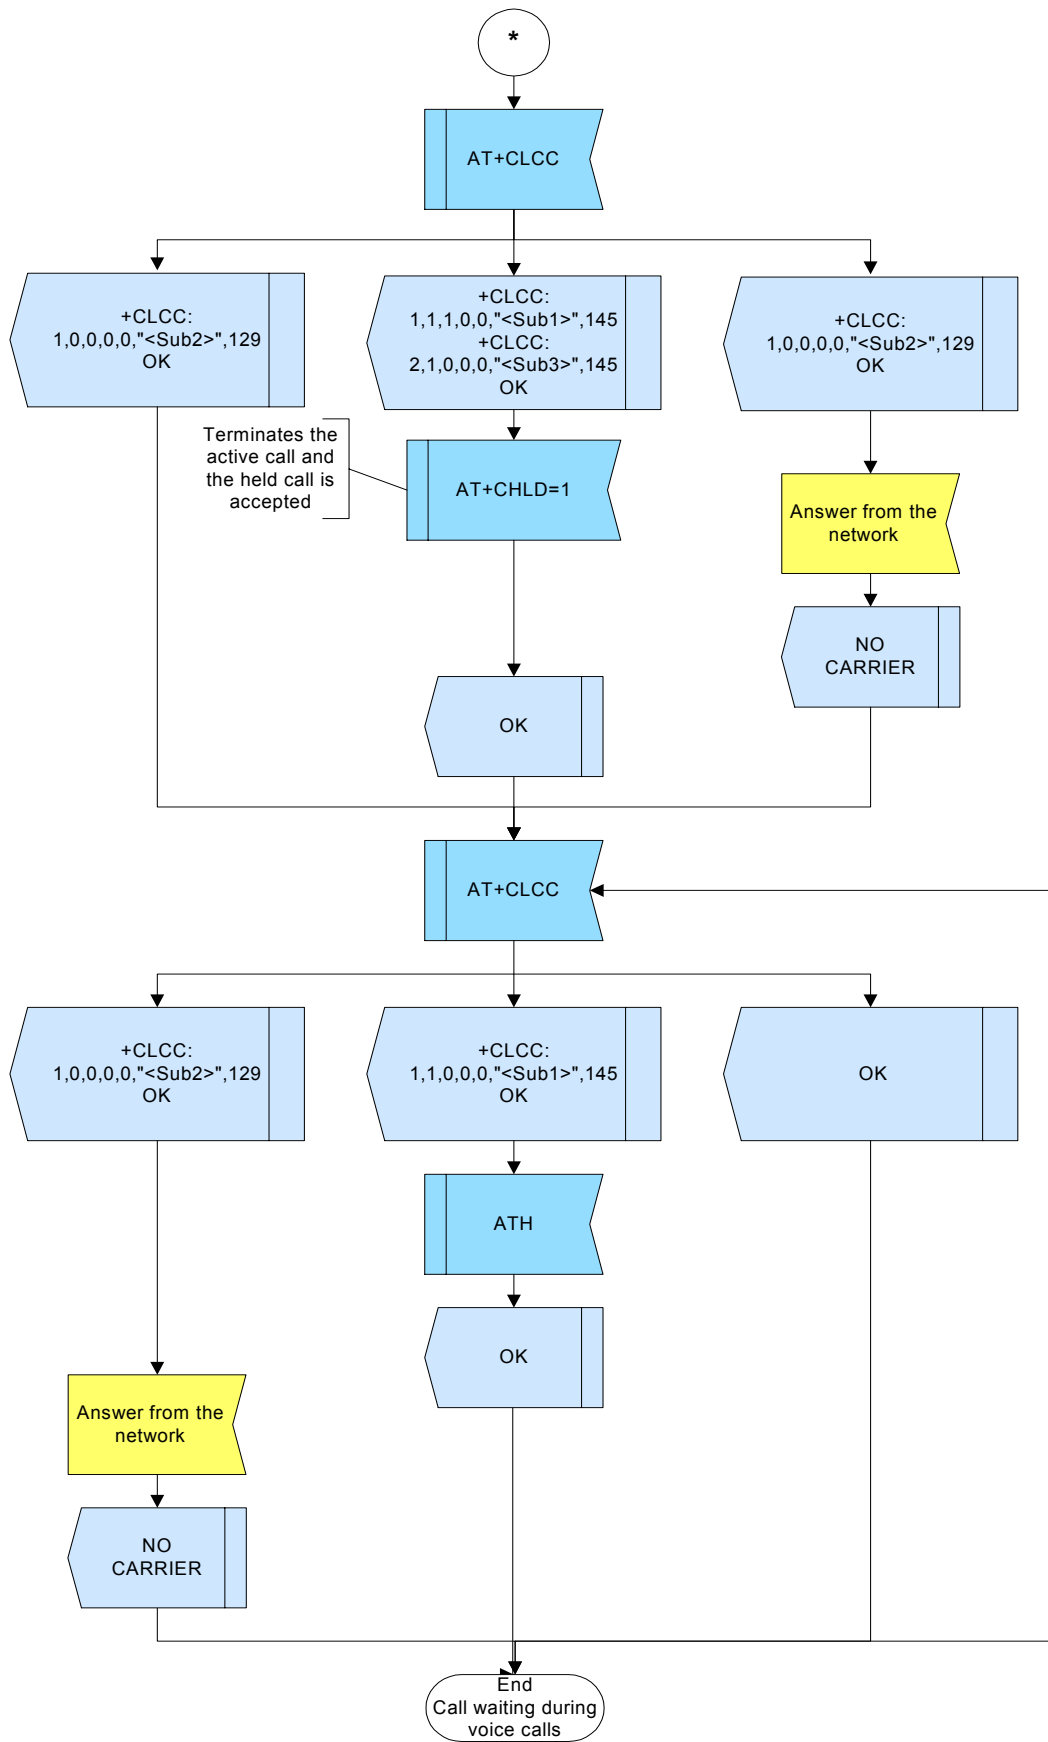 *
AT+CLCC
+CLCC:
1,0,0,0,0,"<Sub2>",129
OK
+CLCC:
1,1,1,0,0,"<Sub1>",145
+CLCC:
2,1,0,0,0,"<Sub3>",145
OK
+CLCC:
1,0,0,0,0,"<Sub2>",129
OK
Terminates the
active call and
the held call is
accepted
AT+CHLD=1
Answer from the
network
NO
CARRIER
OK
AT+CLCC
+CLCC:
1,0,0,0,0,"<Sub2>",129
OK
+CLCC:
1,1,0,0,0,"<Sub1>",145
OK
OK
ATH
OK
Answer from the
network
NO
CARRIER
End
Call waiting during
voice calls